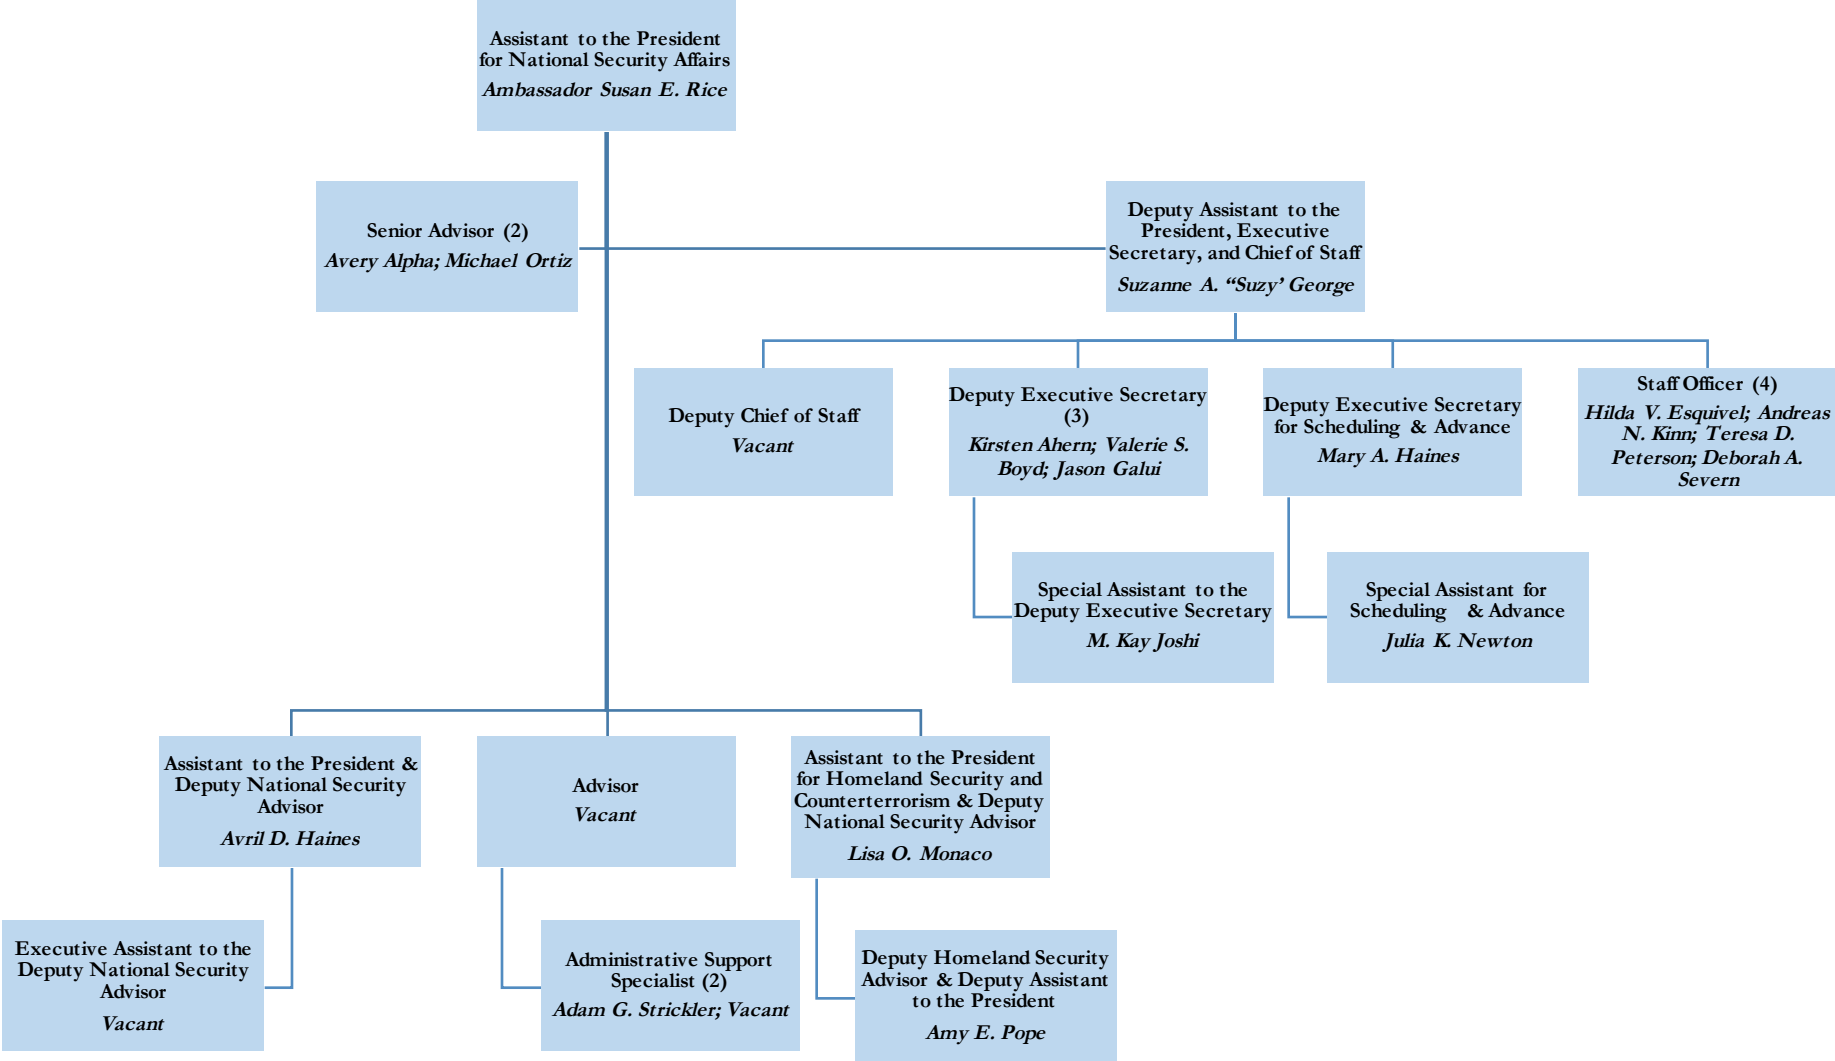 Assistant to the President
for National Security Affairs
Ambassador Susan E. Rice
Senior Advisor (2)
Avery Alpha; Michael Ortiz
Deputy Assistant to the
President, Executive
Secretary, and Chief of Staff
Suzanne A. “Suzy’ George
Deputy Chief of Staff
Vacant
Deputy Executive Secretary
(3)
Kirsten Ahern; Valerie S.
Boyd; Jason Galui
Deputy Executive Secretary
for Scheduling & Advance
Mary A. Haines
Staff Officer (4)
Hilda V. Esquivel; Andreas
N. Kinn; Teresa D.
Peterson; Deborah A.
Severn
Special Assistant to the
Deputy Executive Secretary
M. Kay Joshi
Special Assistant for
Scheduling & Advance
Julia K. Newton
Assistant to the President &
Deputy National Security
Advisor
Avril D. Haines
Advisor
Vacant
Assistant to the President
for Homeland Security and
Counterterrorism & Deputy
National Security Advisor
Lisa O. Monaco
Executive Assistant to the
Deputy National Security
Advisor
Vacant
Administrative Support
Specialist (2)
Adam G. Strickler; Vacant
Deputy Homeland Security
Advisor & Deputy Assistant
to the President
Amy E. Pope